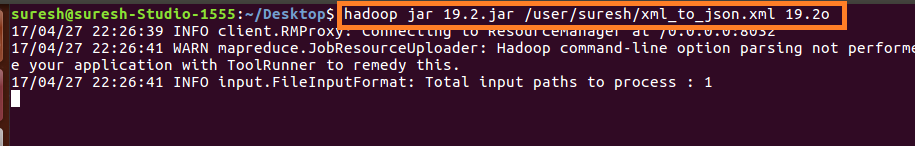 suresh@suresh-Studio-1555:~/Desktop$ hadoop jar 19.2.jar /user/suresh/xml_to_json.xml 19.2o
17/04/27 22:26:39 INFO client.RMProxy: Connecting to ResourceManager at /0.0.0.0:8032
17/04/27 22:26:41 WARN mapreduce.JobResourceUploader: Hadoop command-line option parsing not performe
e your application with ToolRunner to remedy this.
17/04/27 22:26:41 INFO input.FileInputFormat: Total input paths to process : 1